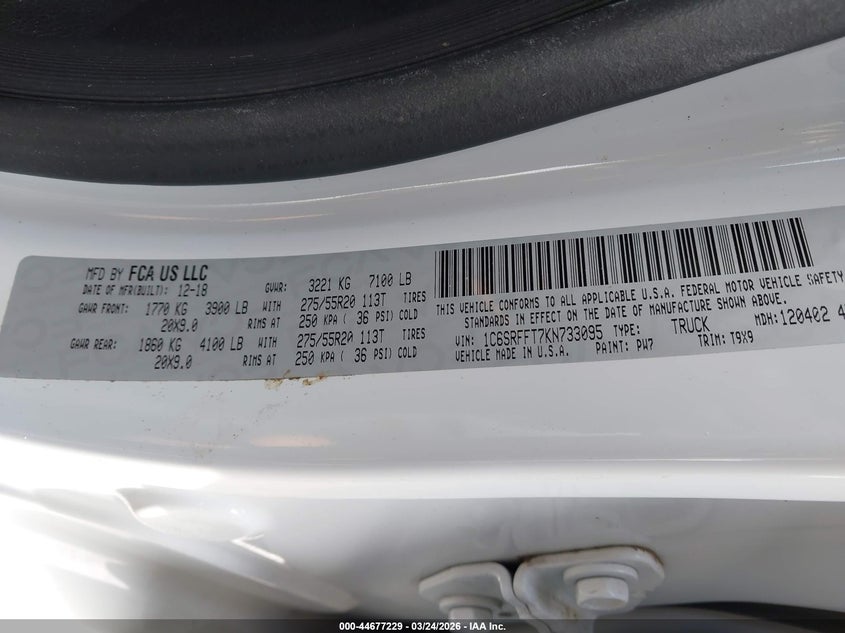 MFD BY FCA US LLC
DATE OF MFR(BUILT): 12-18
GVWR: 3221 KG 7100 LB
GAWR FRONT: 1770 KG 3900 LB WITH 275/55R20 113T TIRES
20X9.0 RIMS AT 250 KPA ( 36 PSI) COLD
GAWR REAR: 1860 KG 4100 LB WITH 275/55R20 113T TIRES
20X9.0 RIMS AT 250 KPA ( 36 PSI) COLD
THIS VEHICLE CONFORMS TO ALL APPLICABLE U.S.A. FEDERAL MOTOR VEHICLE SAFETY
STANDARDS IN EFFECT ON THE DATE OF MANUFACTURE SHOWN ABOVE.
VIN: 1C6SRFFT7KN733095 TYPE: TRUCK MDH:120402 4
VEHICLE MADE IN U.S.A. PAINT: PW7 TRIM: T9X9
000-44677229 - 03/24/2026 - IAA Inc.